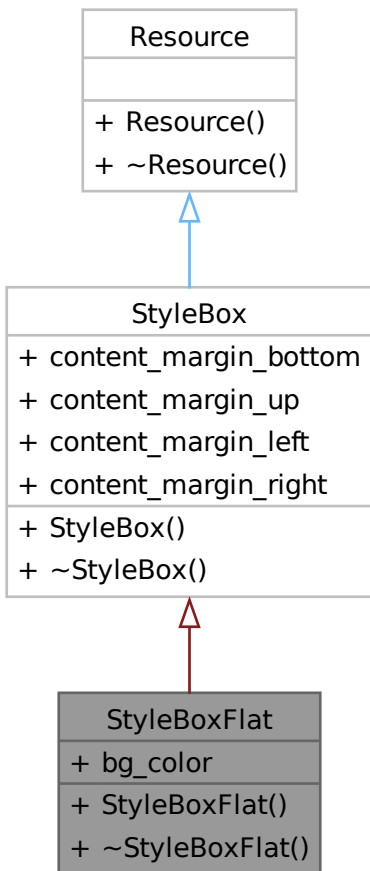 Resource
+ Resource()
+ ~Resource()
StyleBox
+ content_margin_bottom
+ content_margin_up
+ content_margin_left
+ content_margin_right
+ StyleBox()
+ ~StyleBox()
StyleBoxFlat
+ bg_color
+ StyleBoxFlat()
+ ~StyleBoxFlat()